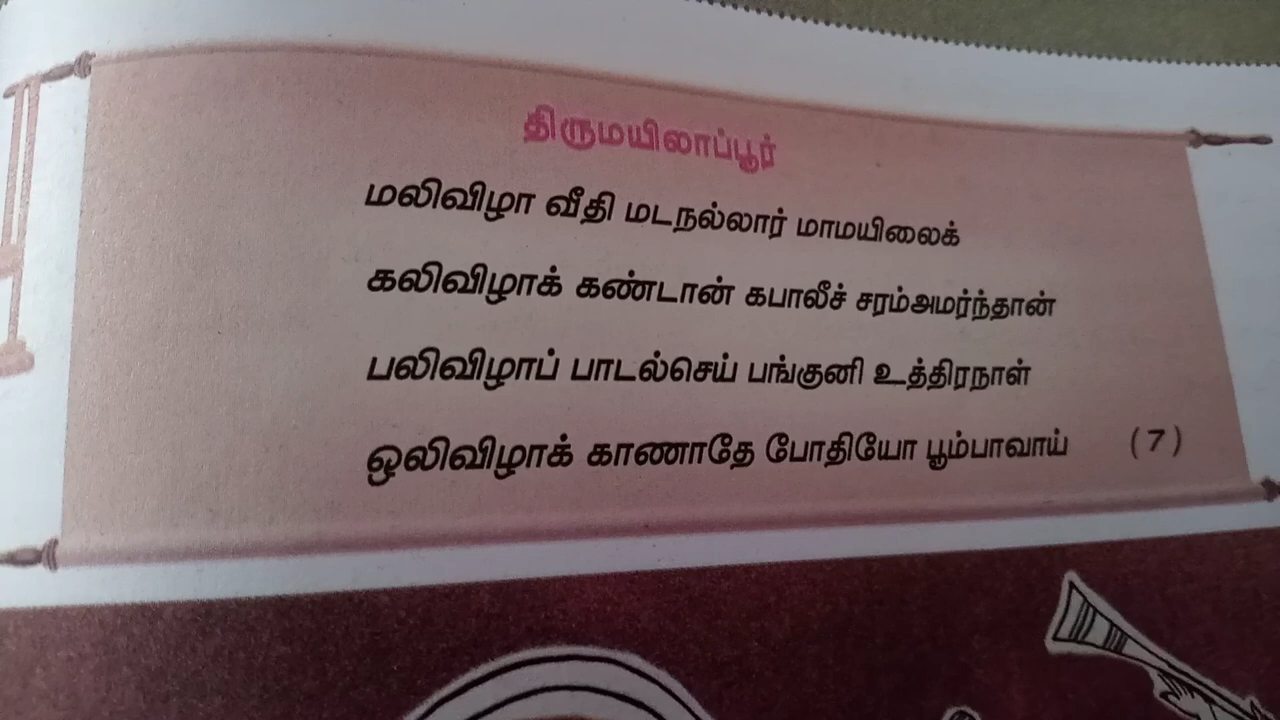 திருமயிலாப்பூர்
மலிவிழா வீதி மடநல்லார் மாமயிலைக்
கலிவிழாக் கண்டான் கபாலீச் சரம்அமர்ந்தான்
பலிவிழாப் பாடல்செய் பங்குனி உத்திரநாள்
ஒலிவிழாக் காணாதே போதியோ பூம்பாவாய் (7)